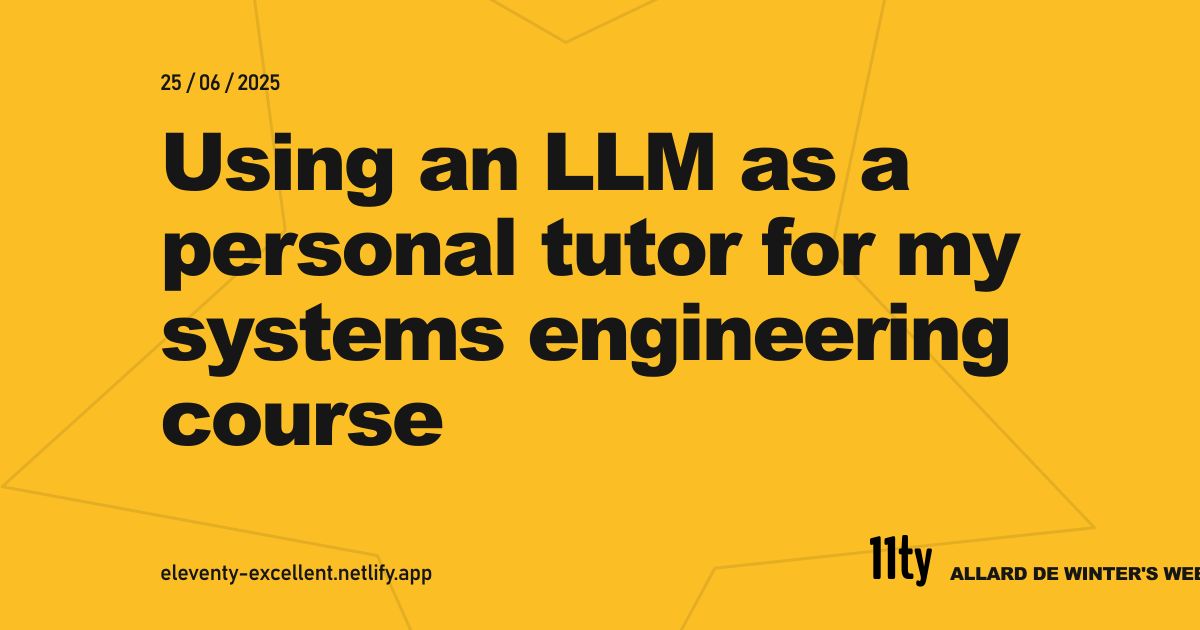 25 / 06 / 2025
Using an LLM as a
personal tutor for my
systems engineering
course
eleventy-excellent.netlify.app
11ty
ALLARD DE WINTER'S